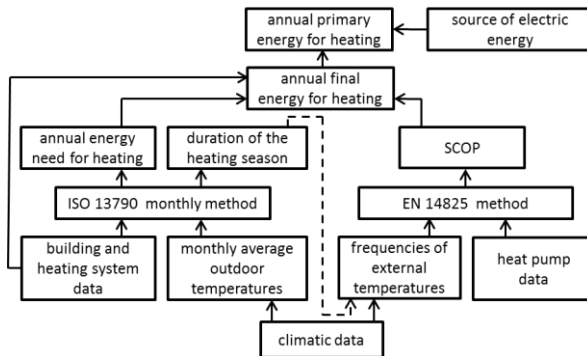 annual primary
energy for heating
source of electric
energy
annual final
energy for heating
annual energy
need for heating
duration of the
heating season
SCOP
ISO 13790 monthly method
EN 14825 method
building and
heating system
data
monthly average
outdoor
temperatures
frequencies of
external
temperatures
heat pump
data
climatic data